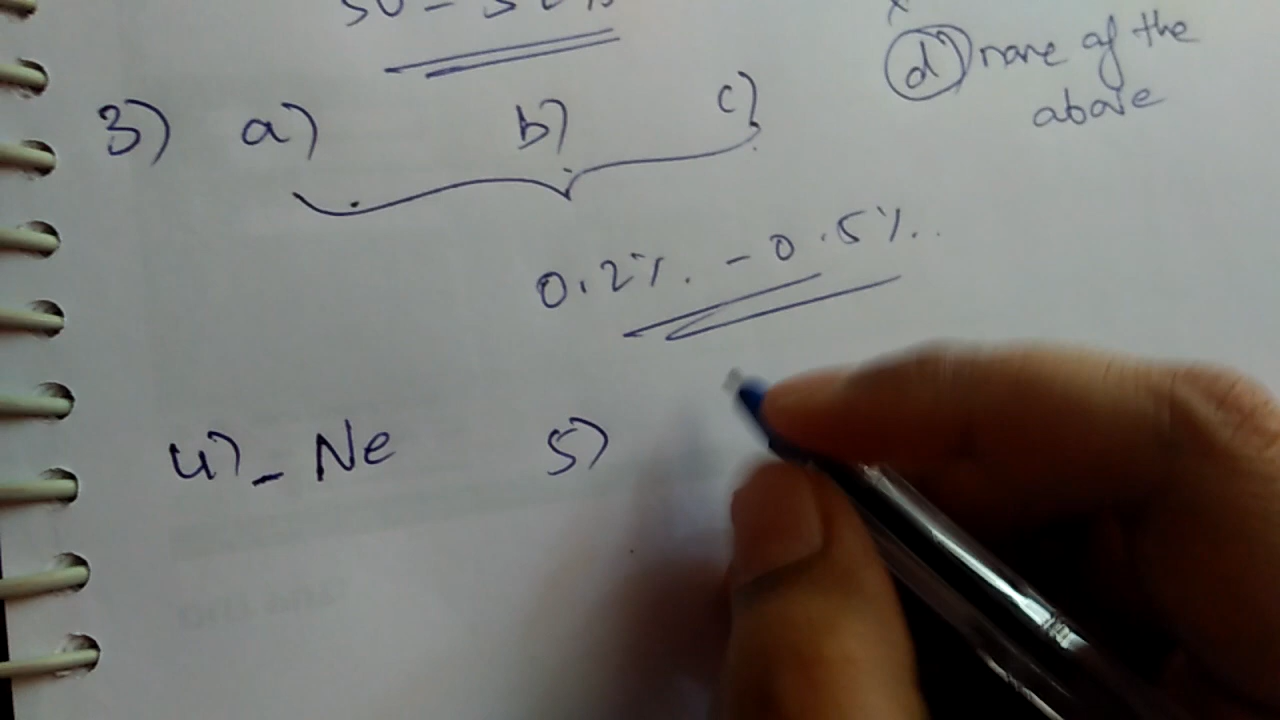 d) none of the
above
3) a) b) c)
0.2% - 0.5%.
4) - Ne 5)